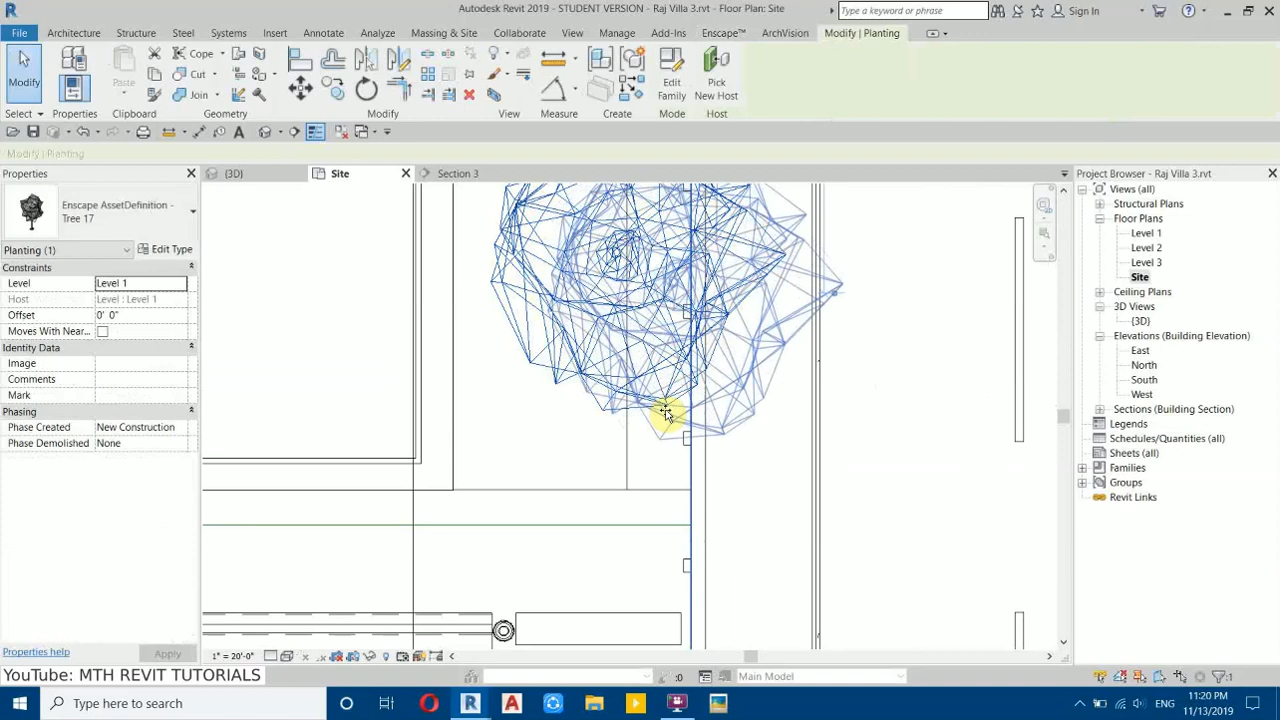 Autodesk Revit 2019 - STUDENT VERSION - Raj Villa 3.rvt - Floor Plan: Site
Type a keyword or phrase
Sign In
File Architecture Structure Steel Systems Insert Annotate Analyze Massing & Site Collaborate View Manage Add-Ins Enscape™ ArchVision Modify | Planting
Modify
Paste
Cope
Cut
Join
Edit Family
Pick New Host
Select Properties Clipboard Geometry Modify View Measure Create Mode Host
Modify | Planting
Properties
{3D}
Site
Section 3
Project Browser - Raj Villa 3.rvt
Enscape AssetDefinition - Tree 17
Planting (1)
Edit Type
Constraints
Level Level 1
Host Level : Level 1
Offset 0' 0"
Moves With Near...
Identity Data
Image
Comments
Mark
Phasing
Phase Created New Construction
Phase Demolished None
Properties help
Apply
Views (all)
Structural Plans
Floor Plans
Level 1
Level 2
Level 3
Site
Ceiling Plans
3D Views
{3D}
Elevations (Building Elevation)
East
North
South
West
Sections (Building Section)
Legends
Schedules/Quantities (all)
Sheets (all)
Families
Groups
Revit Links
1" = 20'-0"
YouTube: MTH REVIT TUTORIALS
:0
Main Model
:1
Type here to search
ENG
11:20 PM
11/13/2019